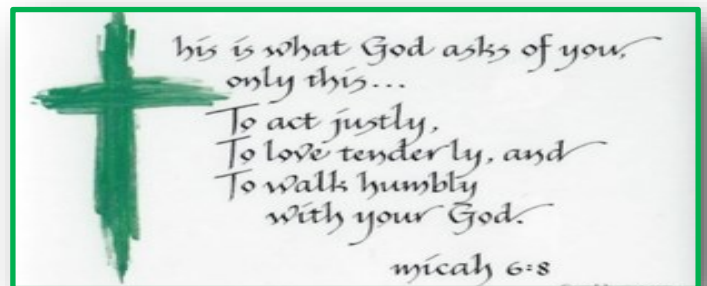 his is what God asks of you,
only this...
To act justly,
To love tenderly, and
To walk humbly
with your God.
micah 6:8